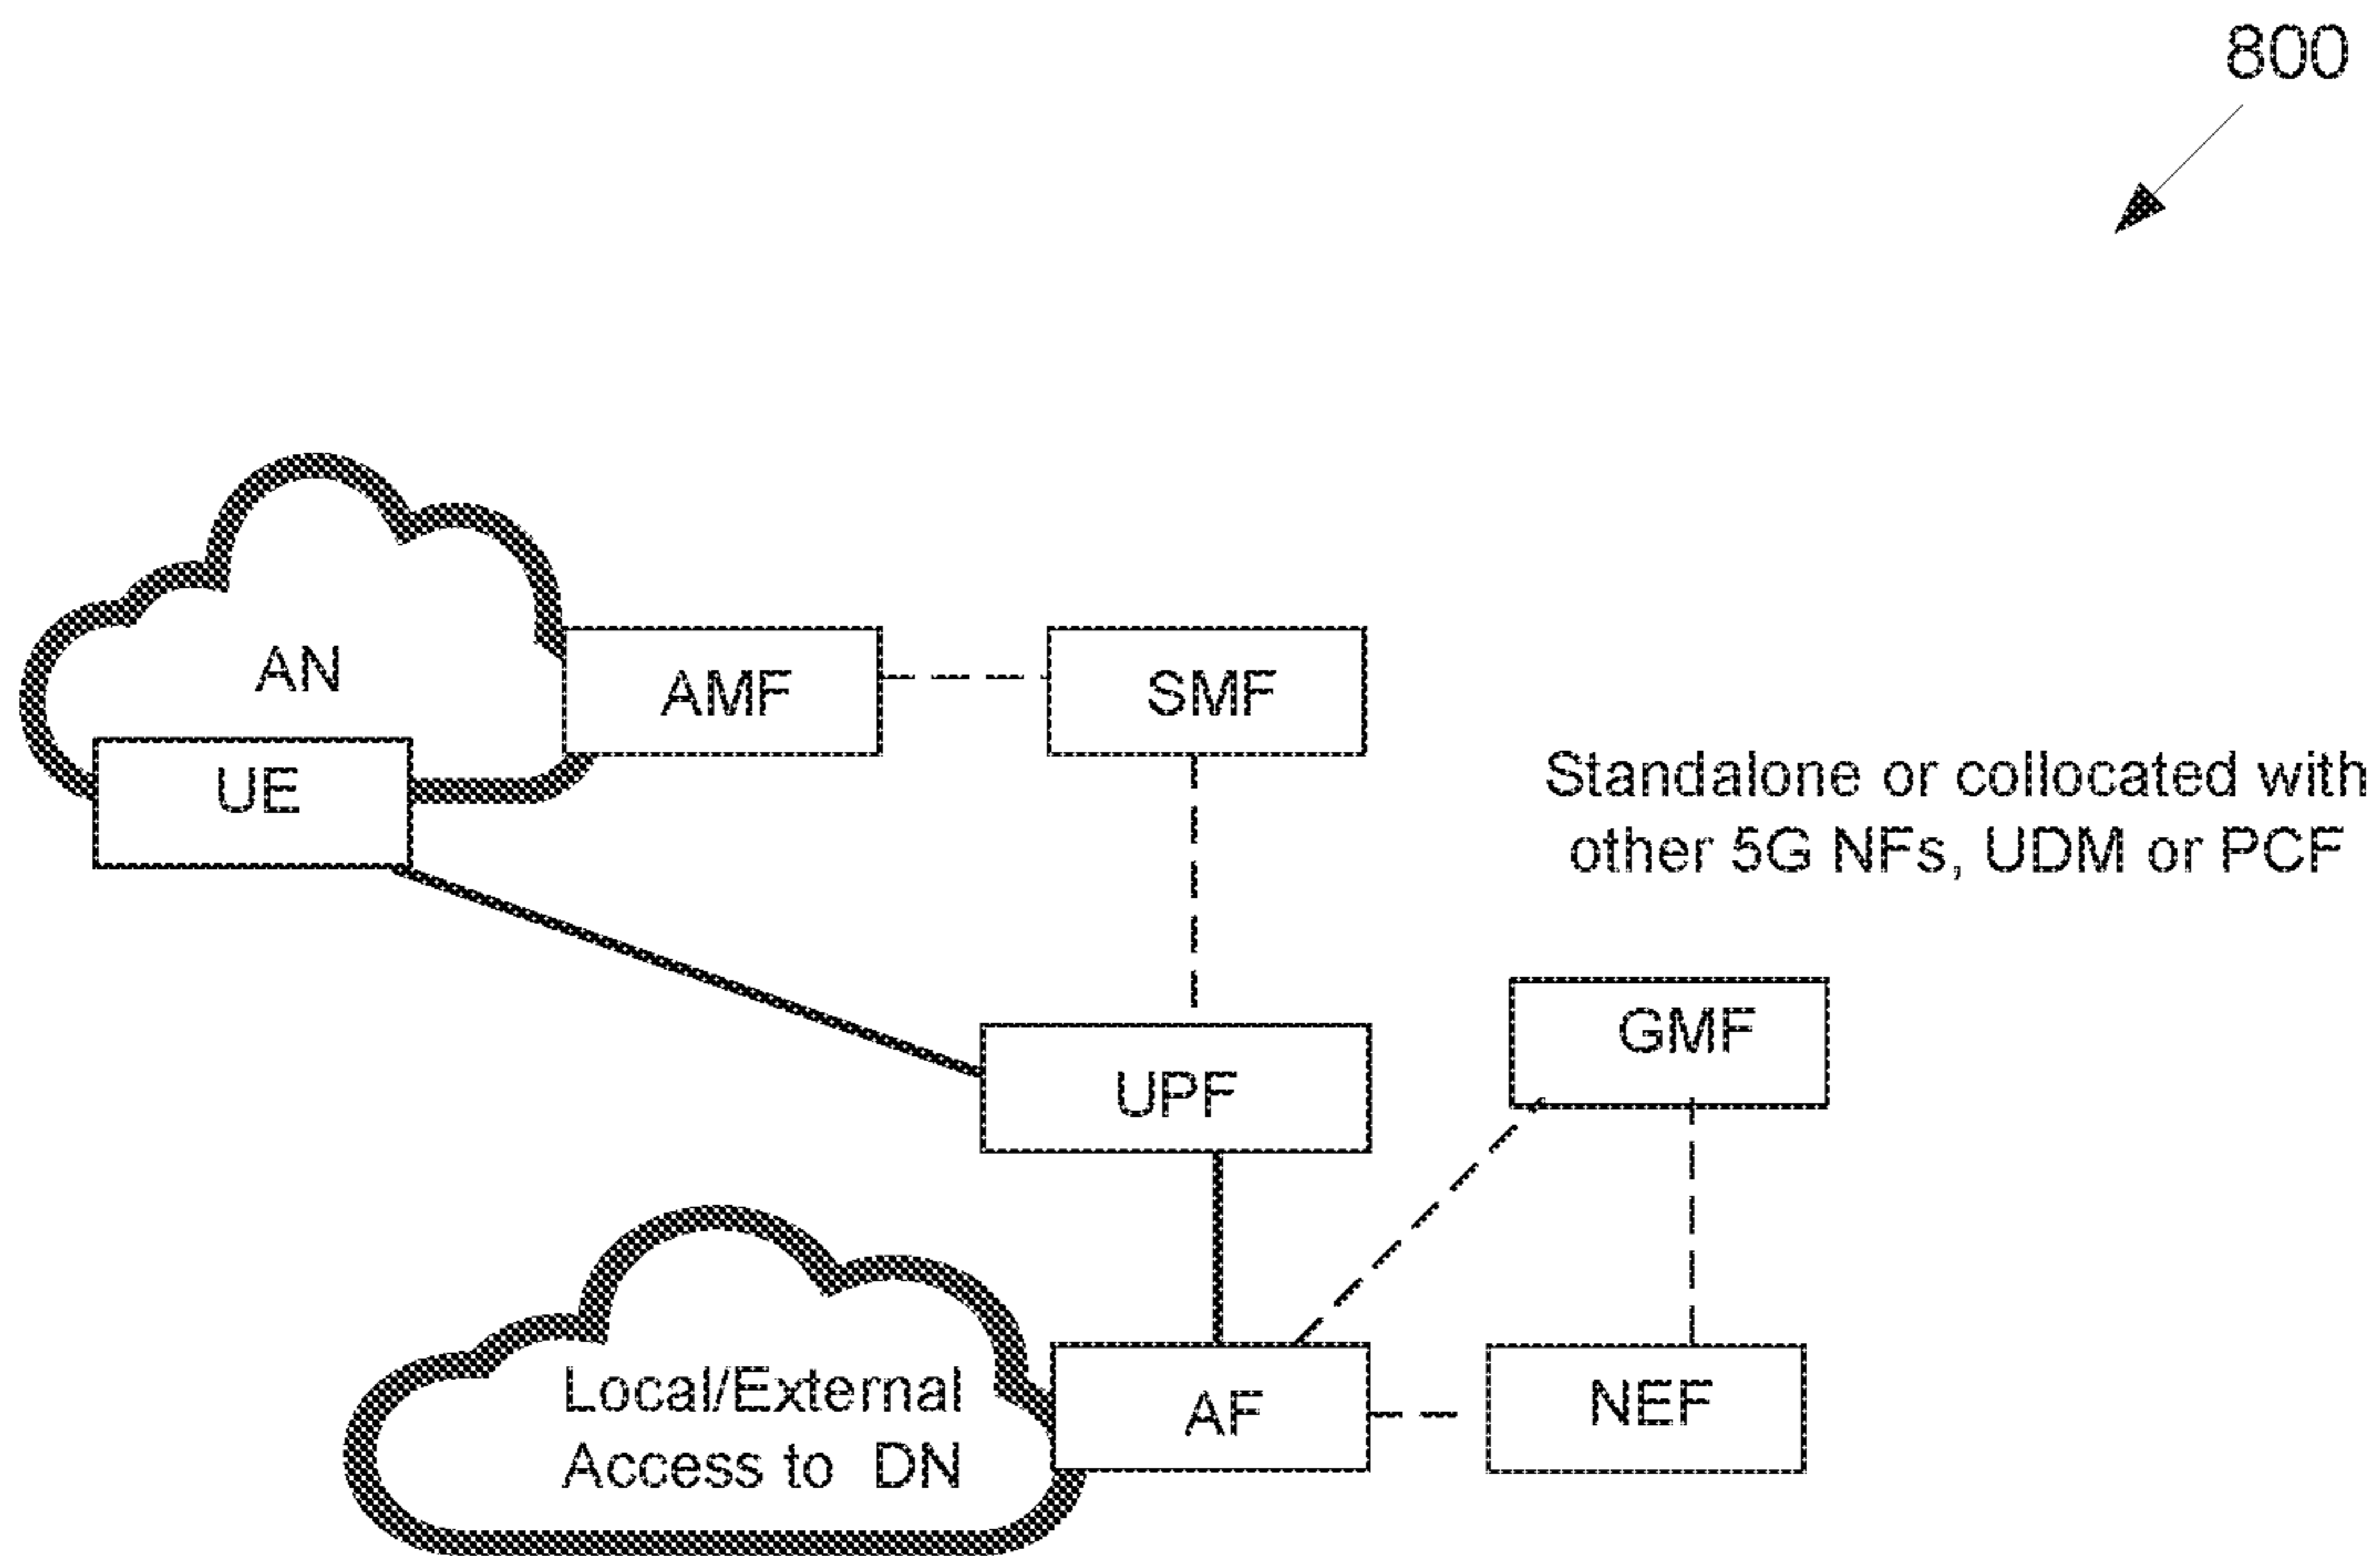 800
AN
AMF
SMF
UE
Standalone or collocated with
other 5G NFs, UDM or PCF
GMF
UPF
Local/External
Access to DN
AF
NEF